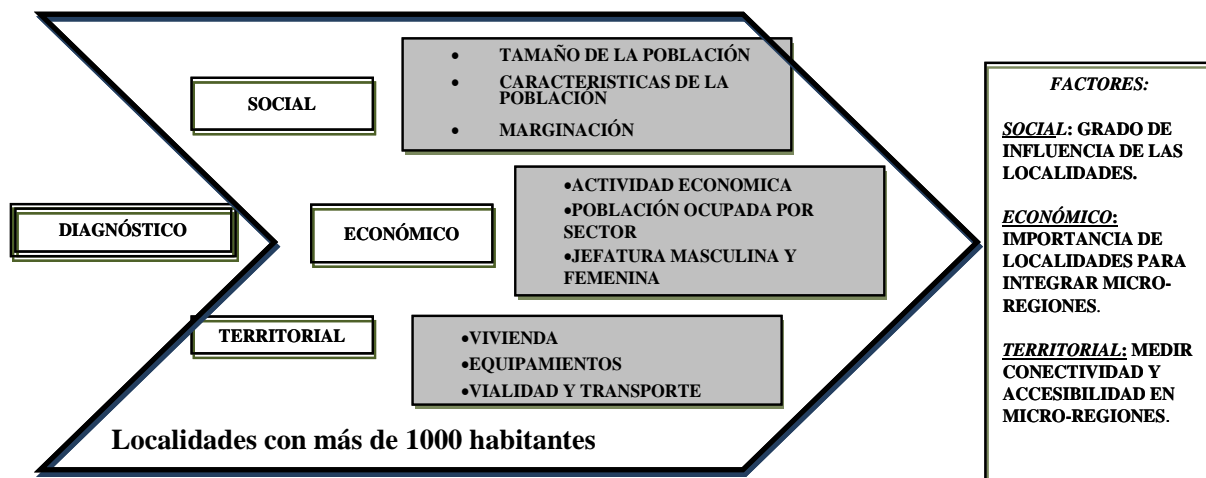 DIAGNÓSTICO
SOCIAL
• TAMAÑO DE LA POBLACIÓN
• CARACTERISTICAS DE LA
POBLACIÓN
• MARGINACIÓN
ECONÓMICO
•ACTIVIDAD ECONOMICA
•POBLACIÓN OCUPADA POR
SECTOR
•JEFATURA MASCULINA Y
FEMENINA
TERRITORIAL
•VIVIENDA
•EQUIPAMIENTOS
•VIALIDAD Y TRANSPORTE
Localidades con más de 1000 habitantes
FACTORES:
SOCIAL: GRADO DE
INFLUENCIA DE LAS
LOCALIDADES.
ECONÓMICO:
IMPORTANCIA DE
LOCALIDADES PARA
INTEGRAR MICRO-
REGIONES.
TERRITORIAL: MEDIR
CONECTIVIDAD Y
ACCESIBILIDAD EN
MICRO-REGIONES.